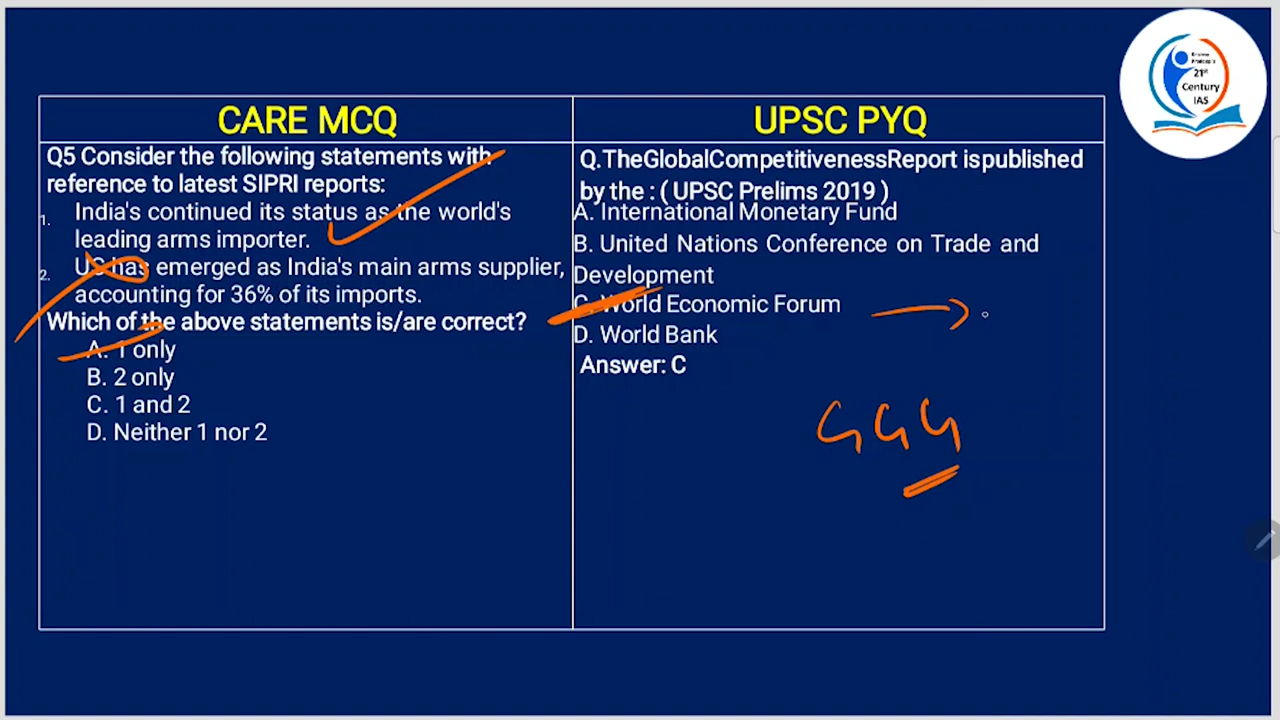 CARE MCQ
Q5 Consider the following statements with
reference to latest SIPRI reports:
1. India's continued its status as the world's
leading arms importer.
2. US has emerged as India's main arms supplier,
accounting for 36% of its imports.
Which of the above statements is/are correct?
A. 1 only
B. 2 only
C. 1 and 2
D. Neither 1 nor 2
UPSC PYQ
Q.TheGlobalCompetitivenessReport ispublished
by the : ( UPSC Prelims 2019 )
A. International Monetary Fund
B. United Nations Conference on Trade and
Development
C. World Economic Forum
D. World Bank
Answer: C
21st
Century
IAS